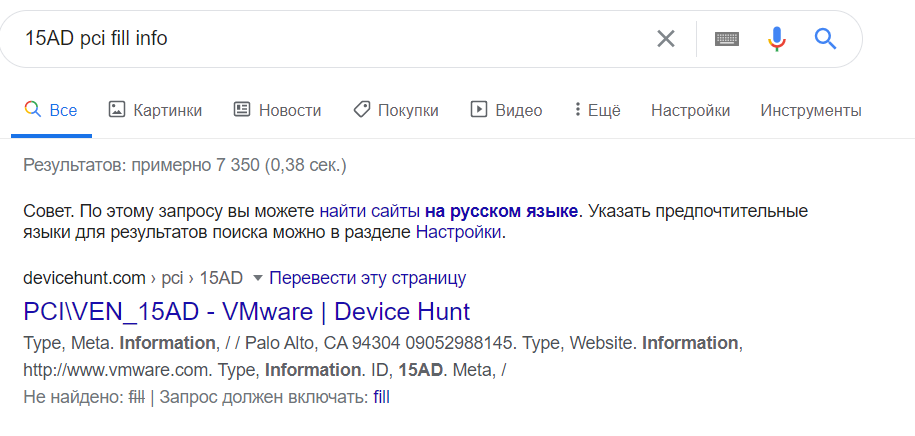 15AD pci fill info
Все Картинки Новости Покупки Видео Ещё Настройки Инструменты
Результатов: примерно 7 350 (0,38 сек.)
Совет. По этому запросу вы можете найти сайты на русском языке. Указать предпочтительные
языки для результатов поиска можно в разделе Настройки.
devicehunt.com › pci › 15AD Перевести эту страницу
PCI\VEN_15AD - VMware | Device Hunt
Type, Meta. Information, / / Palo Alto, CA 94304 09052988145. Type, Website. Information,
http://www.vmware.com. Type, Information. ID, 15AD. Meta, /
Не найдено: fill | Запрос должен включать: fill